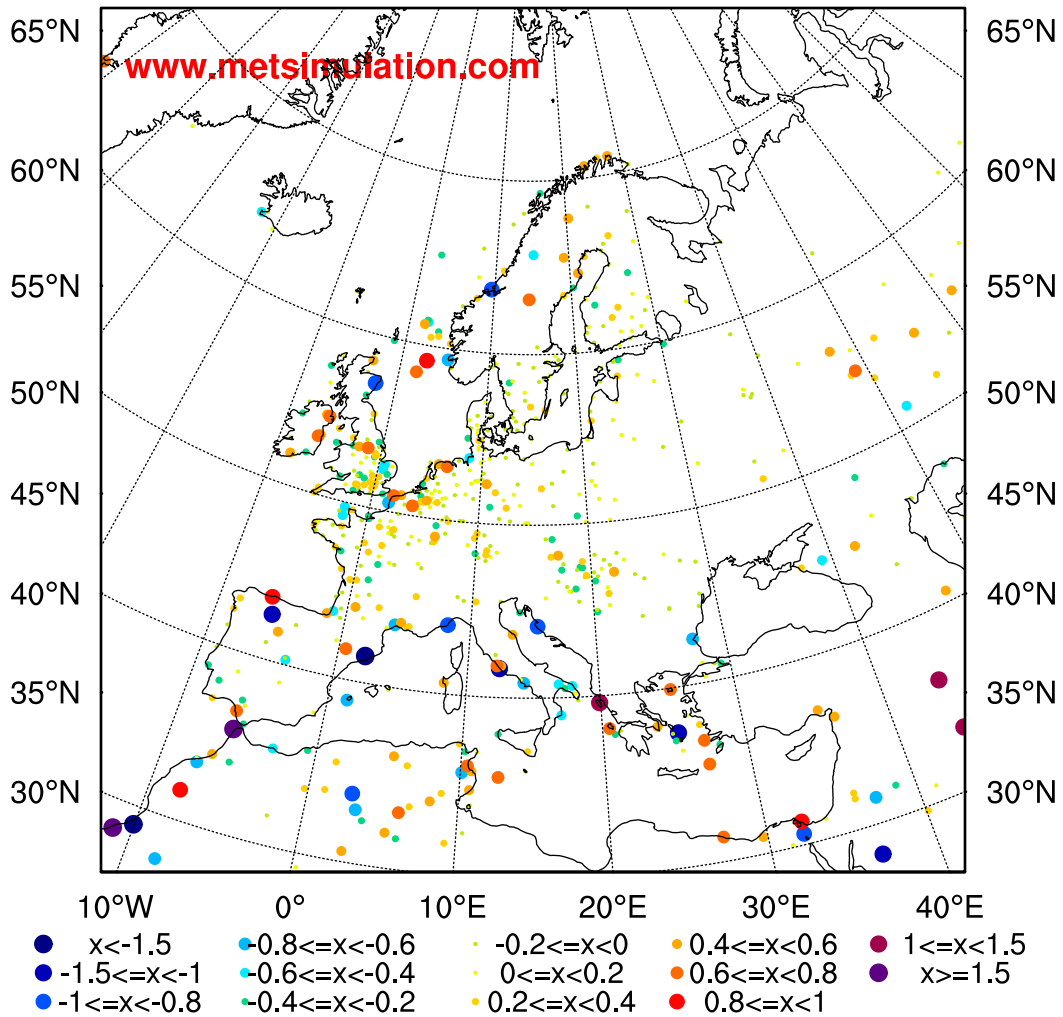 65°N 65°N
www.metsimulation.com
60°N 60°N
55°N 55°N
50°N 50°N
45°N 45°N
40°N 40°N
35°N 35°N
30°N 30°N
10°W 0° 10°E 20°E 30°E 40°E
x<-1.5 -0.8<=x<-0.6 -0.2<=x<0 0.4<=x<0.6 1<=x<1.5
-1.5<=x<-1 -0.6<=x<-0.4 0<=x<0.2 0.6<=x<0.8 x>=1.5
-1<=x<-0.8 -0.4<=x<-0.2 0.2<=x<0.4 0.8<=x<1